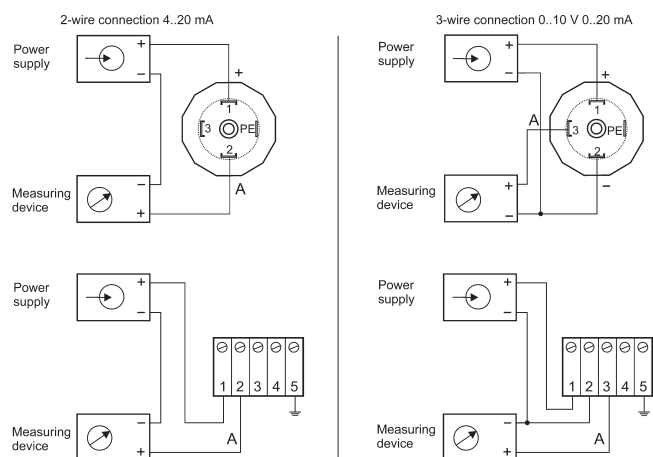 2-wire connection 4..20 mA
Power
supply
+
−
+
1
3
PE
2
A
Measuring
device
−
+
Power
supply
+
−
1 2 3 4 5
Measuring
device
−
+
A
3-wire connection 0..10 V 0..20 mA
Power
supply
+
−
+
A
1
3
PE
2
−
Measuring
device
+
−
Power
supply
+
−
1 2 3 4 5
Measuring
device
−
+
A